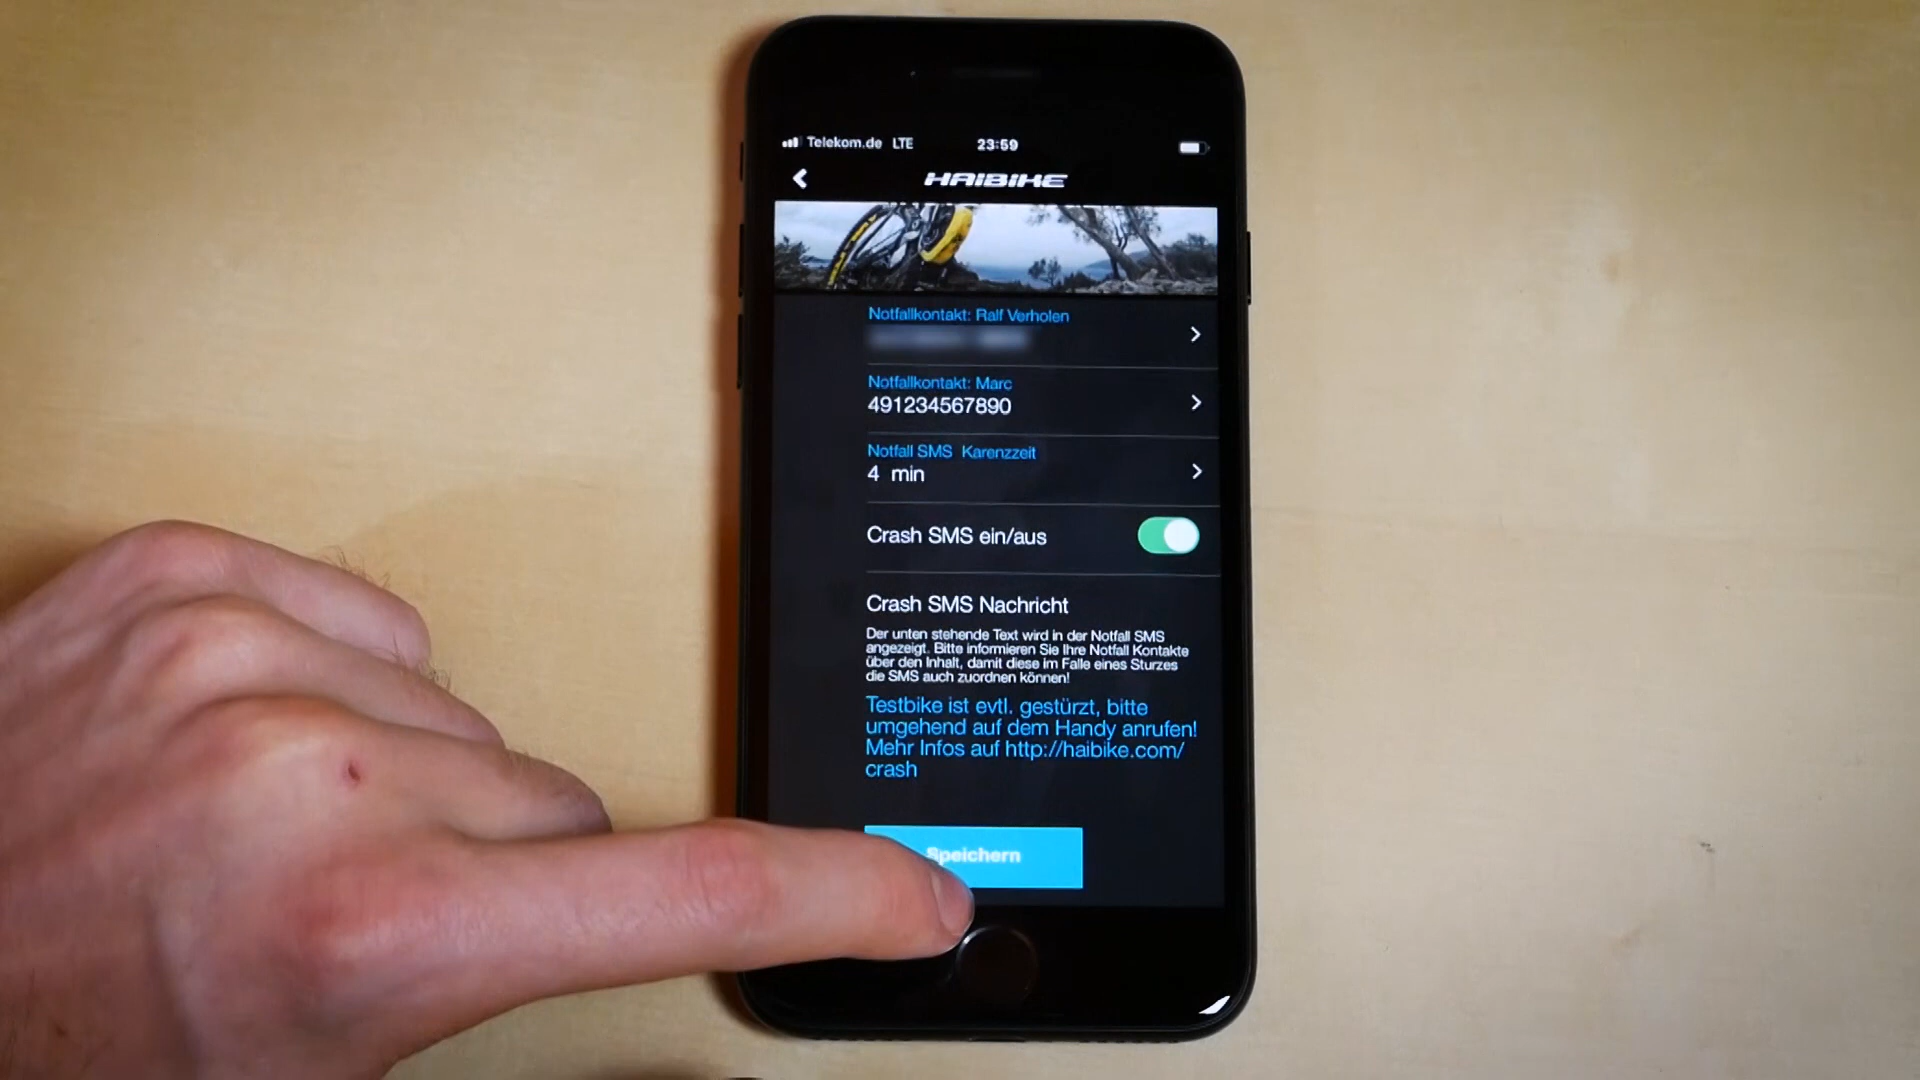 Telekom.de LTE 23:59
HAIBIKE
Notfallkontakt: Ralf Verholen
Notfallkontakt: Marc
491234567890
Notfall SMS Karenzzeit
4 min
Crash SMS ein/aus
Crash SMS Nachricht
Der unten stehende Text wird in der Notfall SMS
angezeigt. Bitte informieren Sie Ihre Notfall Kontakte
über den Inhalt, damit diese im Falle eines Sturzes
die SMS auch zuordnen können!
Testbike ist evtl. gestürzt, bitte
umgehend auf dem Handy anrufen!
Mehr Infos auf http://haibike.com/
crash
Speichern